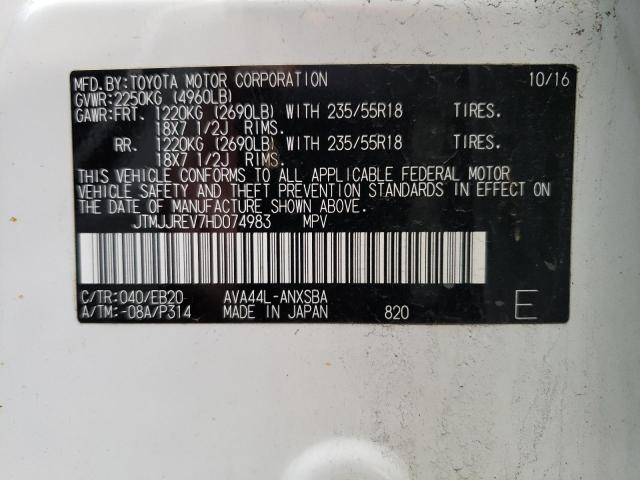 MFD. BY: TOYOTA MOTOR CORPORATION 10/16
GVWR: 2250KG (4960LB)
GAWR: FRT. 1220KG (2690LB) WITH 235/55R18 TIRES.
18X7 1/2J RIMS.
RR. 1220KG (2690LB) WITH 235/55R18 TIRES.
18X7 1/2J RIMS.
THIS VEHICLE CONFORMS TO ALL APPLICABLE FEDERAL MOTOR
VEHICLE SAFETY AND THEFT PREVENTION STANDARDS IN EFFECT ON
THE DATE OF MANUFACTURE SHOWN ABOVE.
JTMJJREV7HD074983 MPV
C/TR: 040/EB20 AVA44L-ANXSBA
A/TM: -08A/P314 MADE IN JAPAN 820 E